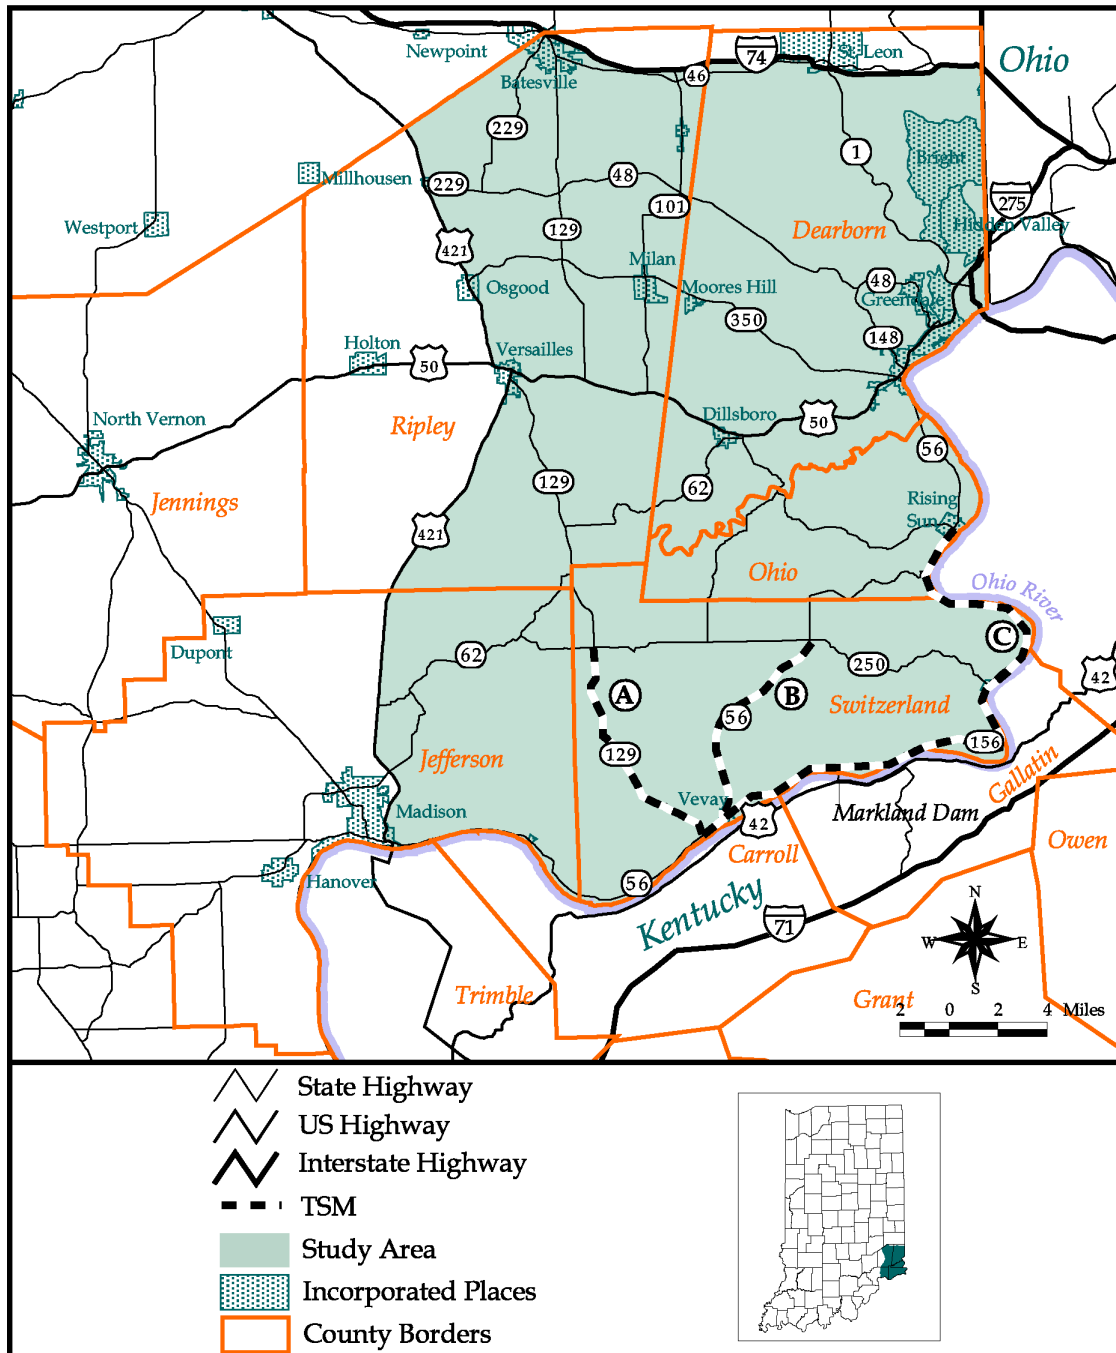 Newpoint
74
St. Leon
Ohio
Batesville
46
229
1
Bright
Millhousen
229
48
275
101
Westport
129
Dearborn
Hidden Valley
421
Milan
48
Osgood
Moores Hill
Greendale
350
Holton
148
Versailles
50
North Vernon
Dillsboro
50
Ripley
56
129
62
Jennings
Rising
Sun
421
Ohio
Ohio River
C
Dupont
62
250
42
A
B
Switzerland
56
156
129
Jefferson
Gallatin
Madison
Vevay
Markland Dam
42
Owen
Carroll
Hanover
56
Kentucky
71
N
W
E
S
Trimble
Grant
2 0 2 4 Miles
State Highway
US Highway
Interstate Highway
TSM
Study Area
Incorporated Places
County Borders